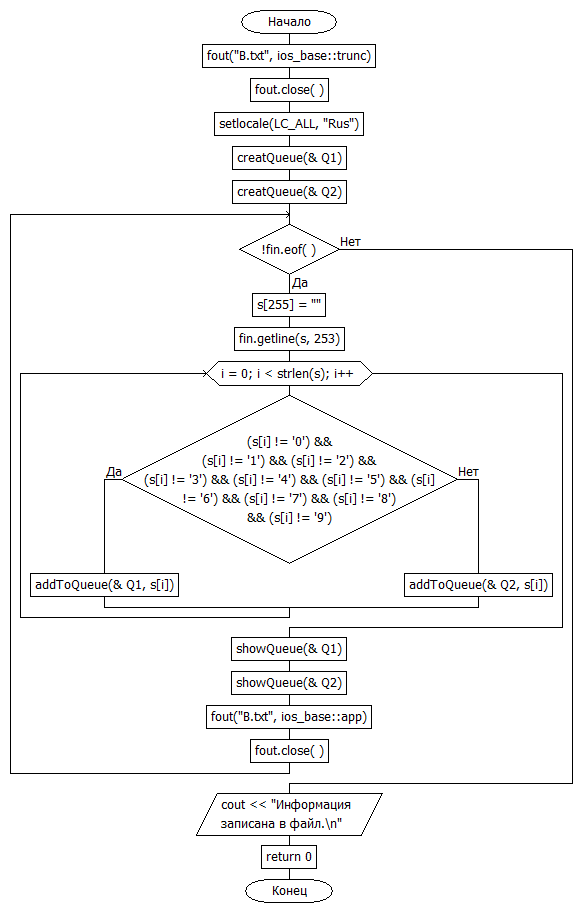 Начало
fout("B.txt", ios_base::trunc)
fout.close( )
setlocale(LC_ALL, "Rus")
creatQueue(& Q1)
creatQueue(& Q2)
!fin.eof( )
Нет
Да
s[255] = ""
fin.getline(s, 253)
i = 0; i < strlen(s); i++
(s[i] != '0') &&
(s[i] != '1') && (s[i] != '2') &&
(s[i] != '3') && (s[i] != '4') && (s[i] != '5') && (s[i]
!= '6') && (s[i] != '7') && (s[i] != '8')
&& (s[i] != '9')
Да
Нет
addToQueue(& Q1, s[i])
addToQueue(& Q2, s[i])
showQueue(& Q1)
showQueue(& Q2)
fout("B.txt", ios_base::app)
fout.close( )
cout << "Информация
записана в файл.\n"
return 0
Конец